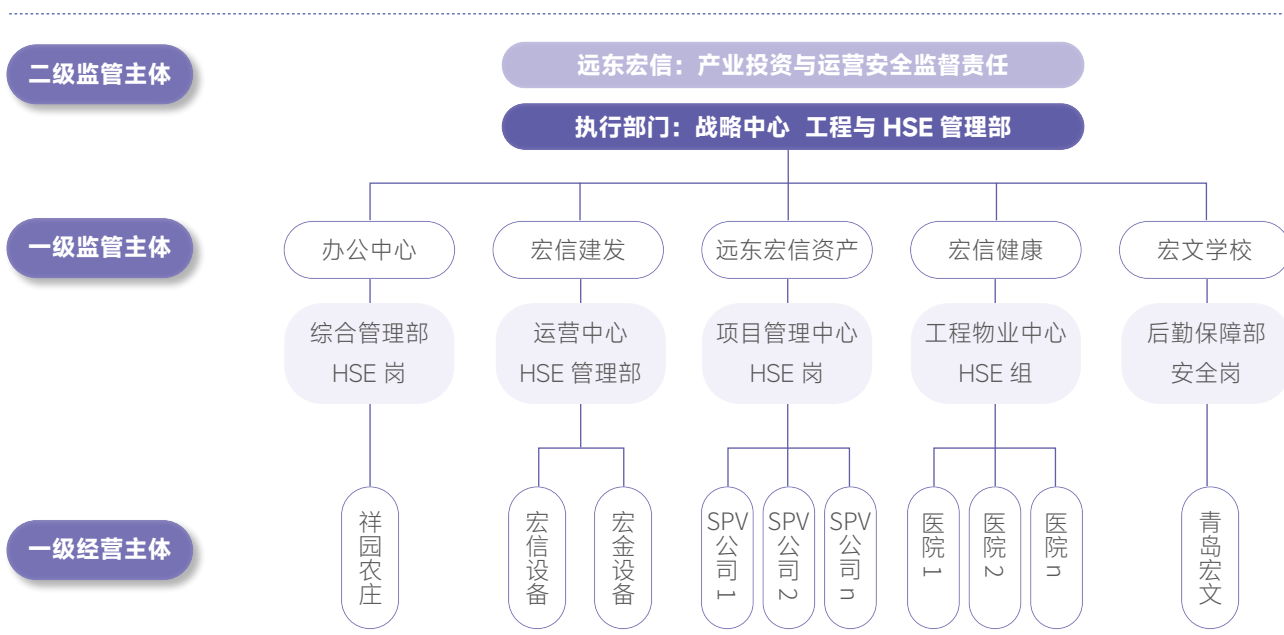 二级监管主体
远东宏信：产业投资与运营安全监督责任
执行部门：战略中心 工程与 HSE 管理部
一级监管主体
办公中心
宏信建发
远东宏信资产
宏信健康
宏文学校
综合管理部
HSE 岗
运营中心
HSE 管理部
项目管理中心
HSE 岗
工程物业中心
HSE 组
后勤保障部
安全岗
一级经营主体
祥园农庄
宏信设备
宏金设备
SPV公司1
SPV公司2
SPV公司n
医院1
医院2
医院n
青岛宏文